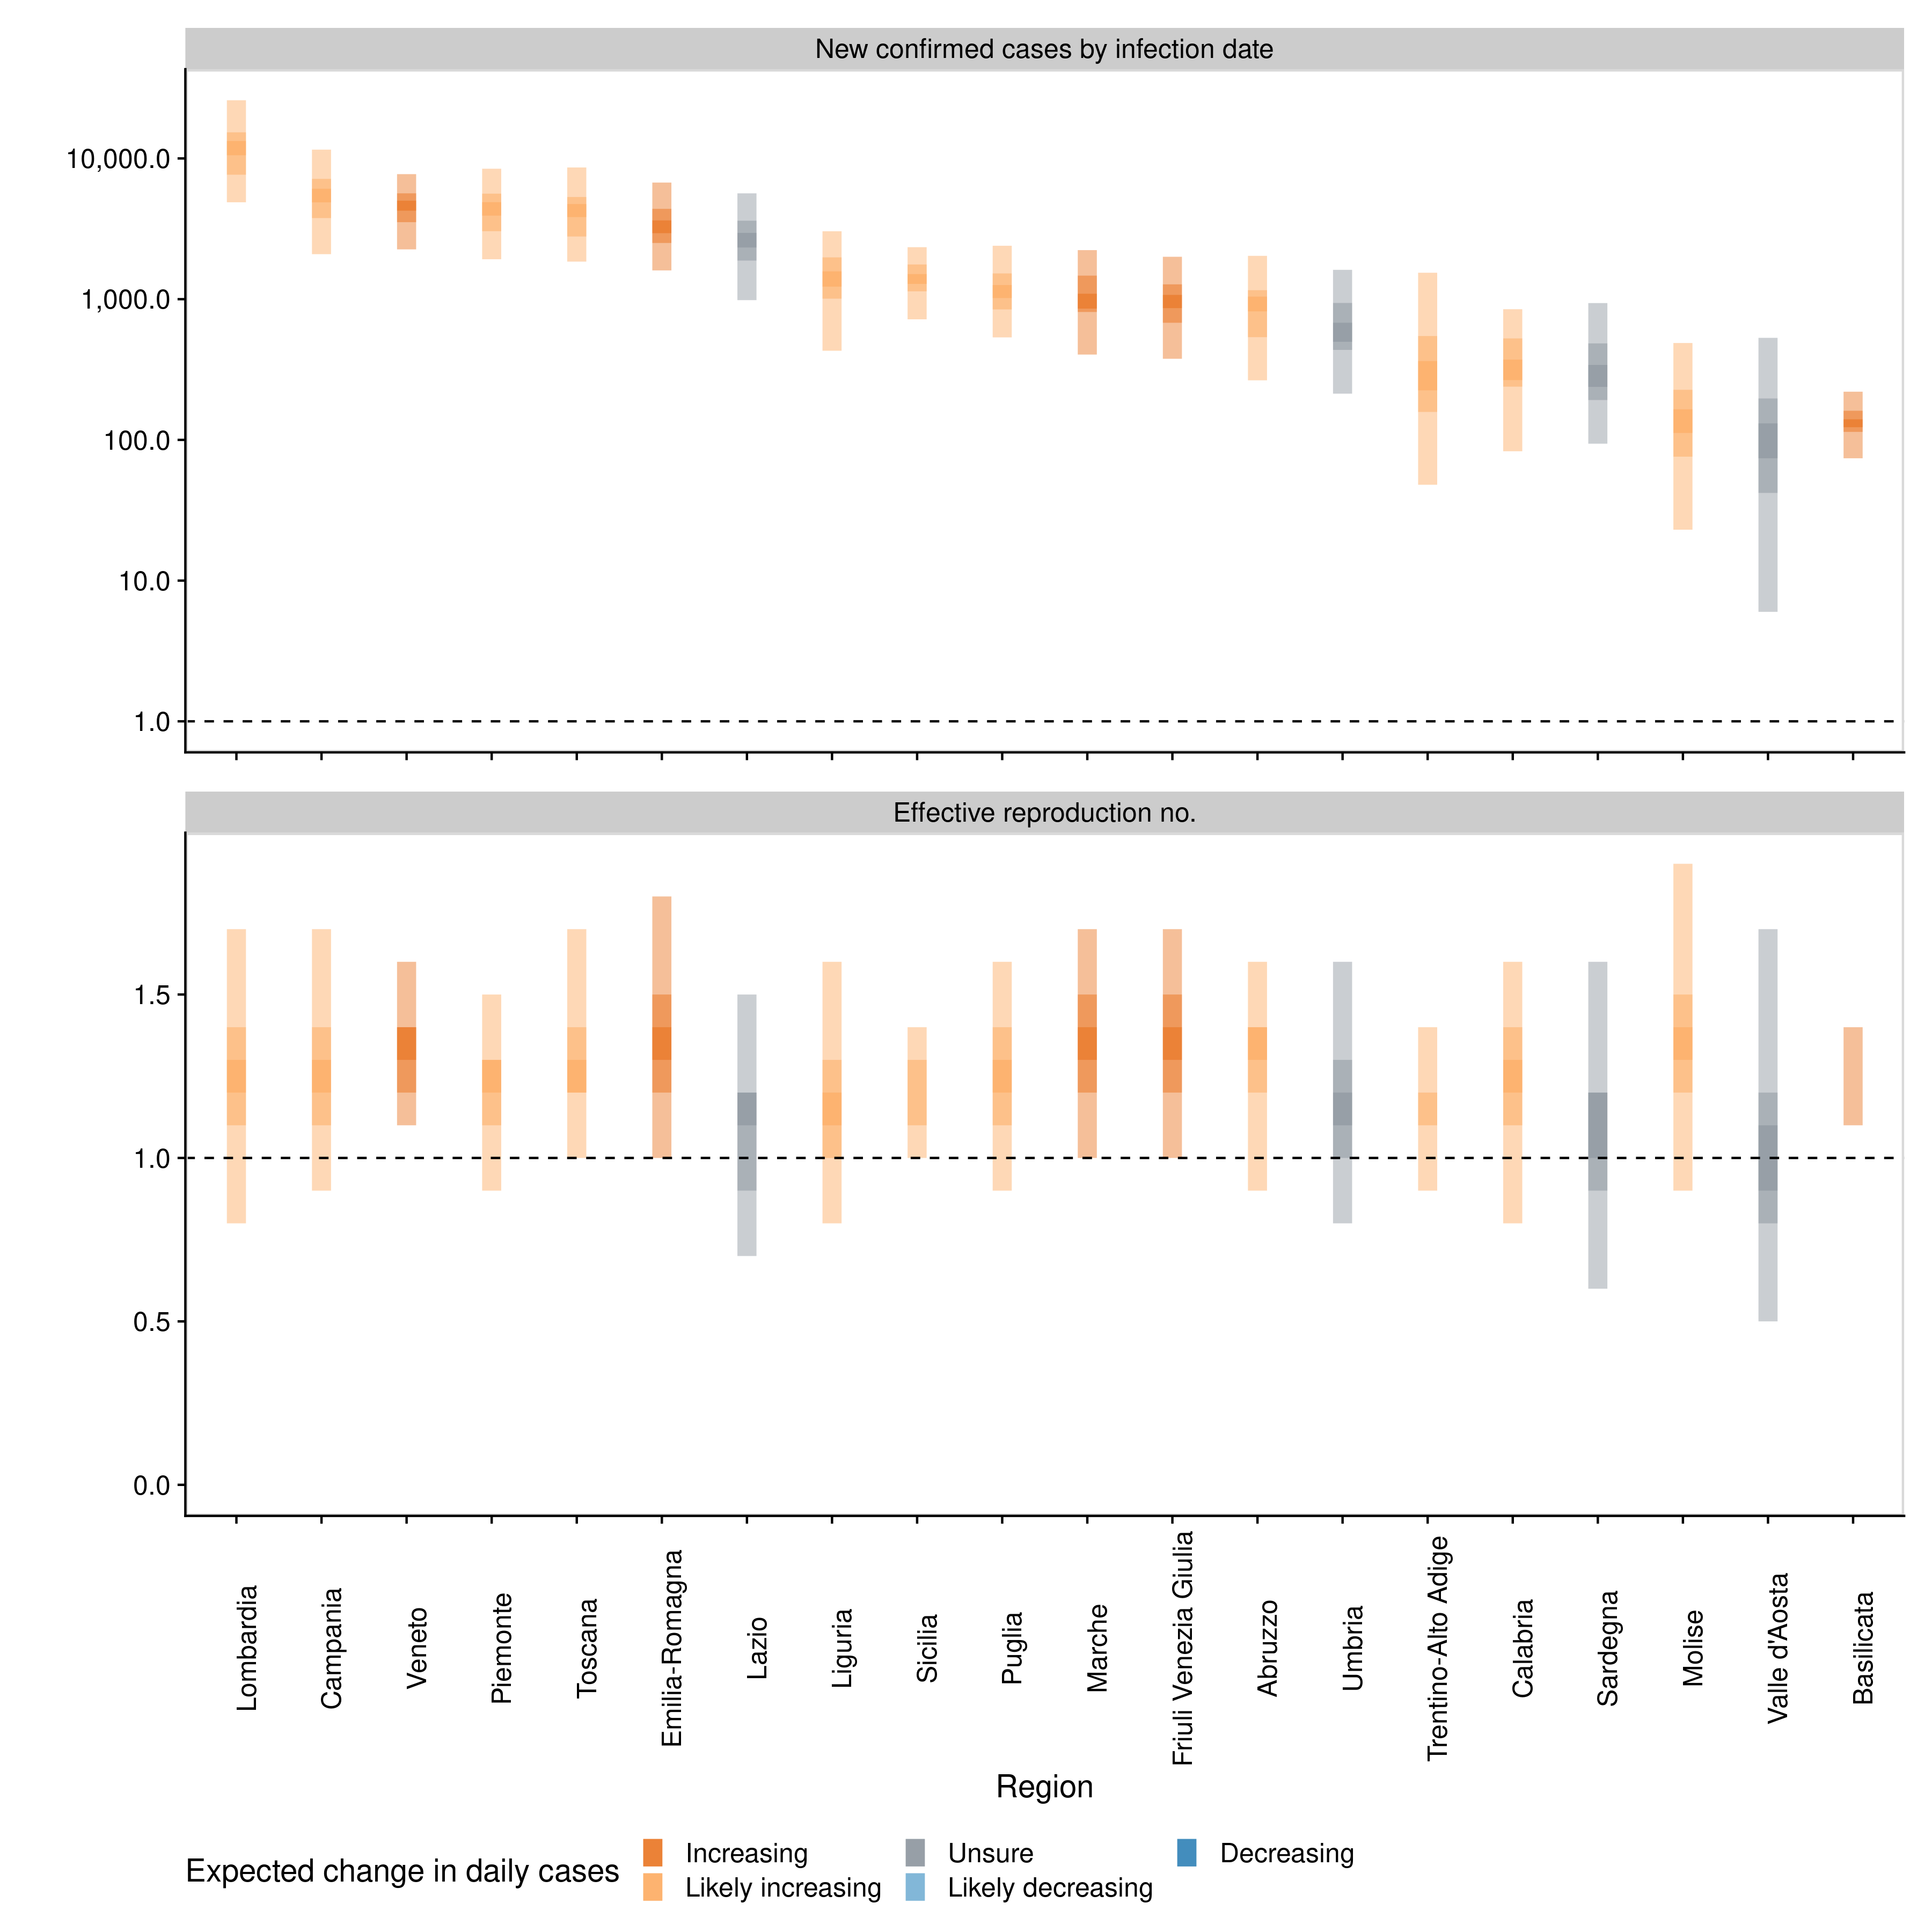 New confirmed cases by infection date
10,000.0
1,000.0
100.0
10.0
1.0
Effective reproduction no.
1.5
1.0
0.5
0.0
Lombardia
Campania
Veneto
Piemonte
Toscana
Emilia-Romagna
Lazio
Liguria
Sicilia
Puglia
Marche
Friuli Venezia Giulia
Abruzzo
Umbria
Trentino-Alto Adige
Calabria
Sardegna
Molise
Valle d'Aosta
Basilicata
Region
Expected change in daily cases
Increasing
Likely increasing
Unsure
Likely decreasing
Decreasing